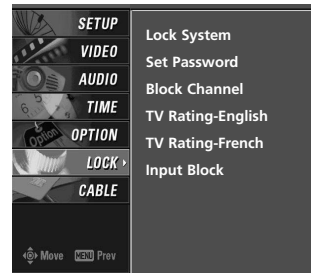 SETUP
VIDEO
AUDIO
TIME
OPTION
LOCK
CABLE
Move MENU Prev
Lock System
Set Password
Block Channel
TV Rating-English
TV Rating-French
Input Block